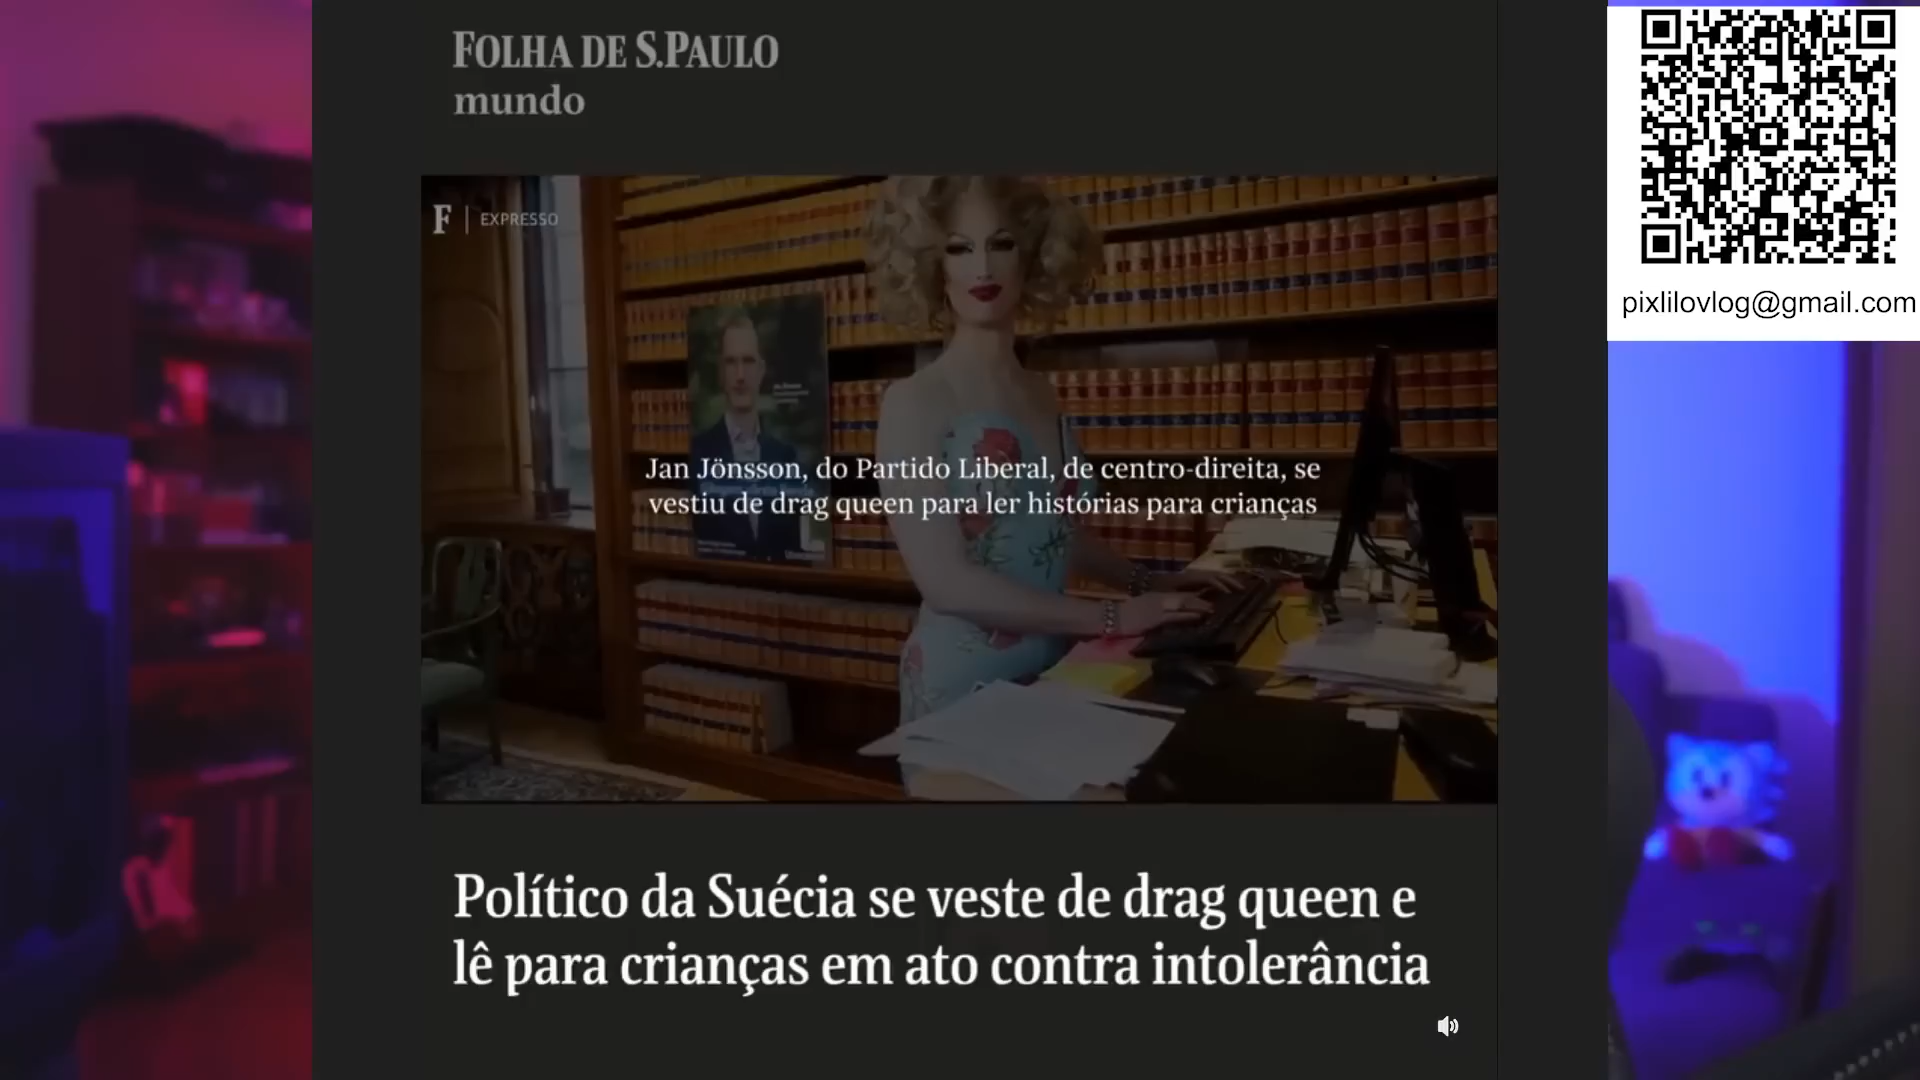 FOLHA DE S.PAULO
mundo
F | EXPRESSO
Jan Jönsson, do Partido Liberal, de centro-direita, se
vestiu de drag queen para ler histórias para crianças
Político da Suécia se veste de drag queen e
lê para crianças em ato contra intolerância
pixlilovlog@gmail.com